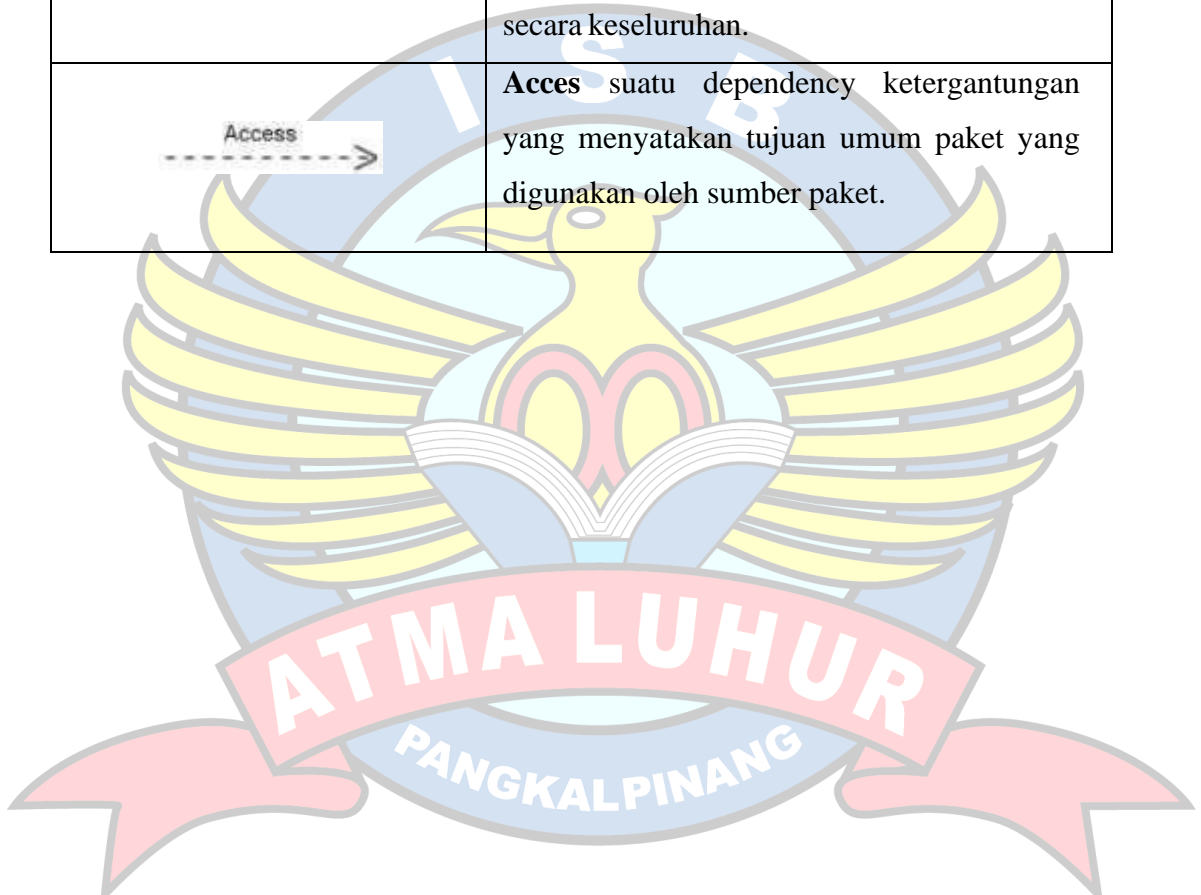 secara keseluruhan.
Access
Acces suatu dependency ketergantungan
yang menyatakan tujuan umum paket yang
digunakan oleh sumber paket.
ISB
ATMA LUHUR
PANGKALPINANG